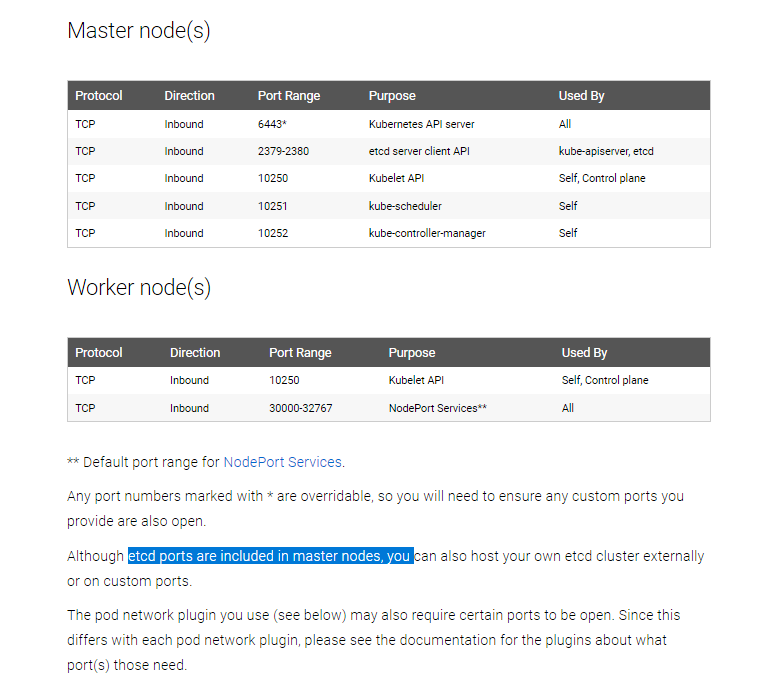 Master node(s)
Protocol Direction Port Range Purpose Used By
TCP Inbound 6443* Kubernetes API server All
TCP Inbound 2379-2380 etcd server client API kube-apiserver, etcd
TCP Inbound 10250 Kubelet API Self, Control plane
TCP Inbound 10251 kube-scheduler Self
TCP Inbound 10252 kube-controller-manager Self
Worker node(s)
Protocol Direction Port Range Purpose Used By
TCP Inbound 10250 Kubelet API Self, Control plane
TCP Inbound 30000-32767 NodePort Services** All
** Default port range for NodePort Services.
Any port numbers marked with * are overridable, so you will need to ensure any custom ports you
provide are also open.
Although etcd ports are included in master nodes, you can also host your own etcd cluster externally
or on custom ports.
The pod network plugin you use (see below) may also require certain ports to be open. Since this
differs with each pod network plugin, please see the documentation for the plugins about what
port(s) those need.